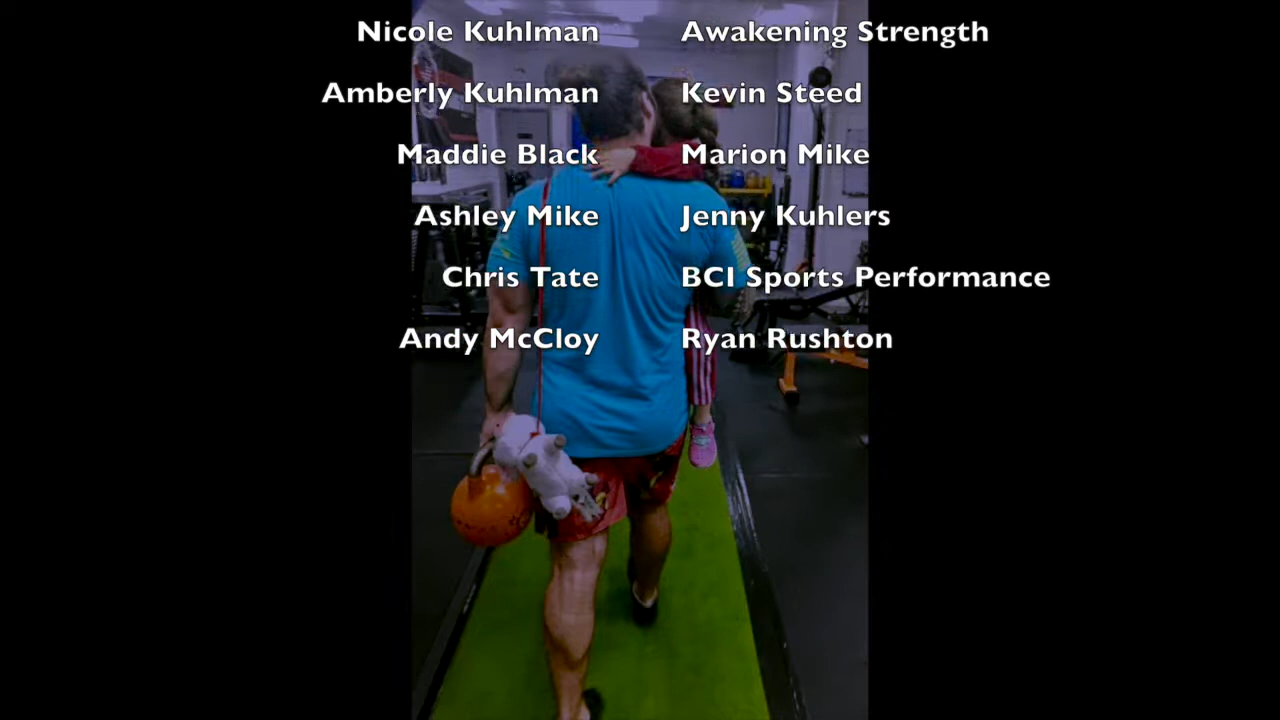 Nicole Kuhlman Awakening Strength
Amberly Kuhlman Kevin Steed
Maddie Black Marion Mike
Ashley Mike Jenny Kuhlers
Chris Tate BCI Sports Performance
Andy McCloy Ryan Rushton